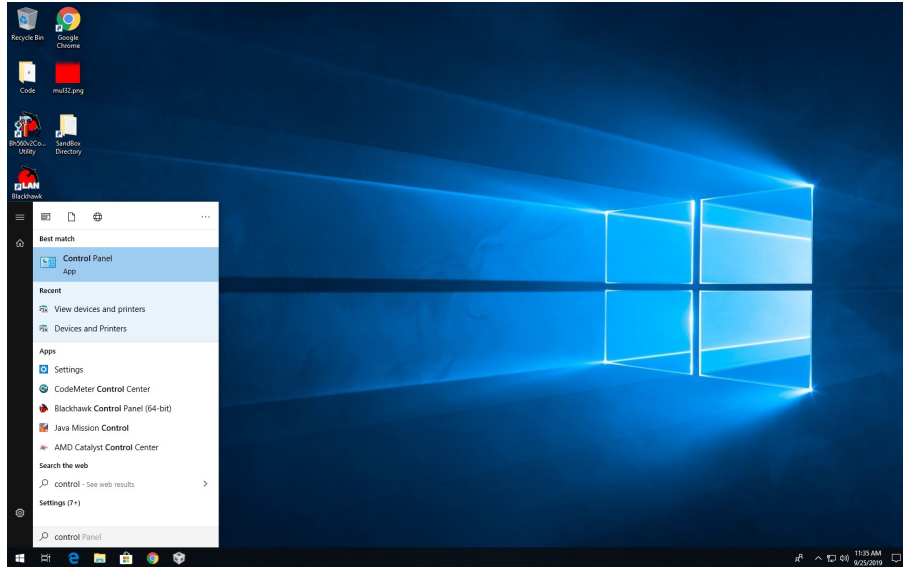 Recycle Bin
Google
Chrome
Code
mul32.png
Bh560v2Co...
Utility
SandBox
Directory
LAN
Blackhawk
Best match
Control Panel
App
Recent
View devices and printers
Devices and Printers
Apps
Settings
CodeMeter Control Center
Blackhawk Control Panel (64-bit)
Java Mission Control
AMD Catalyst Control Center
Search the web
control - See web results
Settings (7+)
control Panel
11:35 AM
9/25/2019